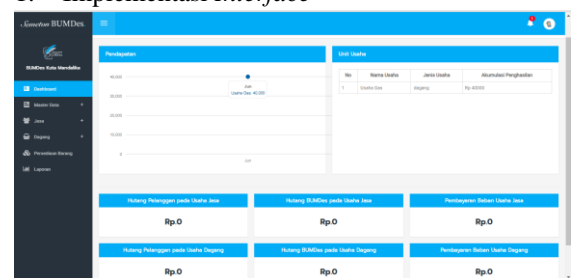 1. Implementasi Interface
BUMDes
BUMDes Kota Mandalika
Dashboard
Master Data
Jasa
Dagang
Persediaan Barang
Laporan
Pendapatan
40,000
30,000
20,000
10,000
0
Juni
Usaha Gas: 40,000
Unit Usaha
No Nama Usaha Jenis Usaha Akumulasi Penghasilan
1 Usaha Gas dagang Rp 40000
Hutang Pelanggan pada Usaha Jasa
Rp.0
Hutang BUMDes pada Usaha Jasa
Rp.0
Pembayaran Beban Usaha Jasa
Rp.0
Hutang Pelanggan pada Usaha Dagang
Rp.0
Hutang BUMDes pada Usaha Dagang
Rp.0
Pembayaran Beban Usaha Dagang
Rp.0